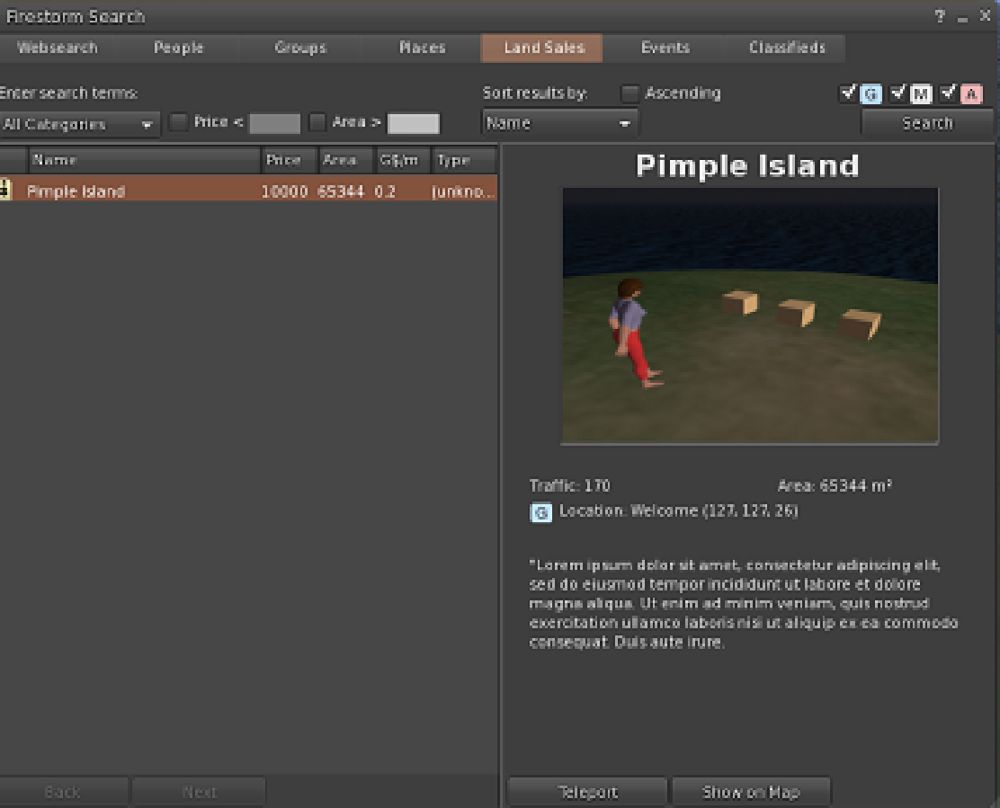 Firestorm Search
? _ ×
Websearch People Groups Places Land Sales Events Classifieds
Enter search terms: Sort results by: Ascending G M A
All Categories Price < Area > Name Search
Name Price Area G$/m Type
Pimple Island 10000 65344 0.2 (unkno...
Pimple Island
Traffic: 170 Area: 65344 m²
G Location: Welcome (127, 127, 26)
"Lorem ipsum dolor sit amet, consectetur adipiscing elit,
sed do eiusmod tempor incididunt ut labore et dolore
magna aliqua. Ut enim ad minim veniam, quis nostrud
exercitation ullamco laboris nisi ut aliquip ex ea commodo
consequat. Duis aute irure.
Back Next Teleport Show on Map